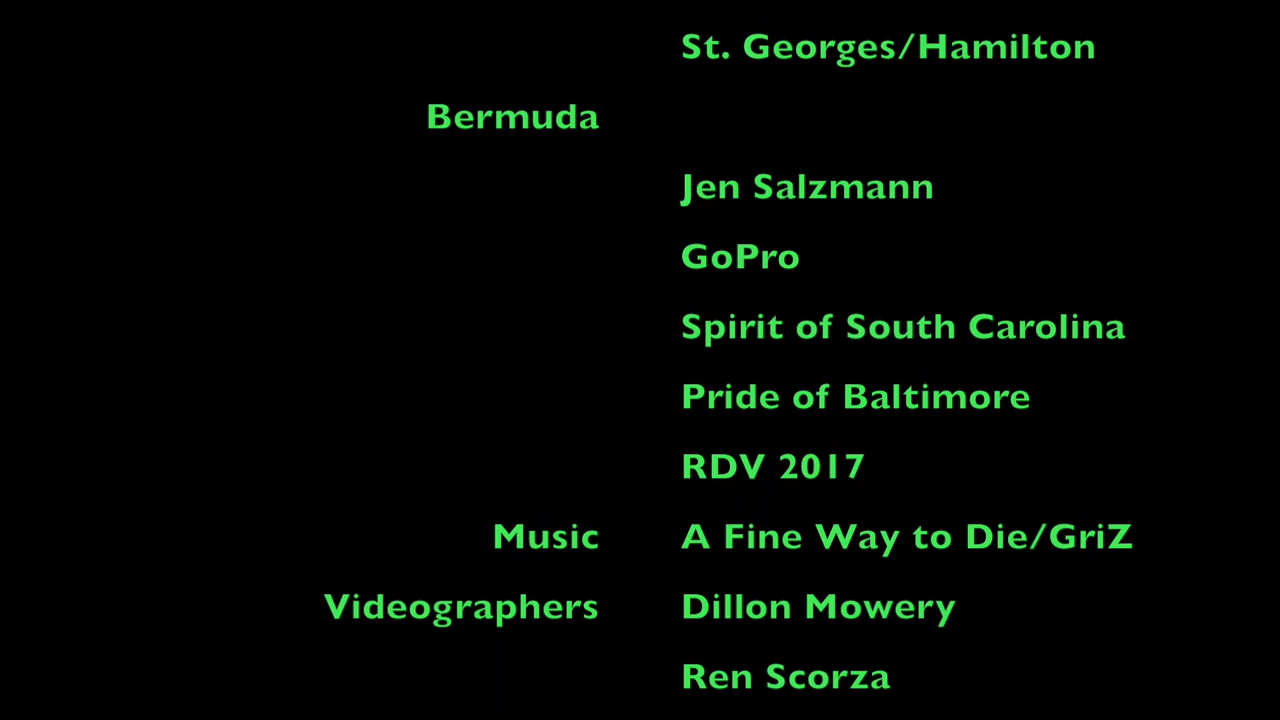 St. Georges/Hamilton
Bermuda
Jen Salzmann
GoPro
Spirit of South Carolina
Pride of Baltimore
RDV 2017
Music A Fine Way to Die/GriZ
Videographers Dillon Mowery
Ren Scorza